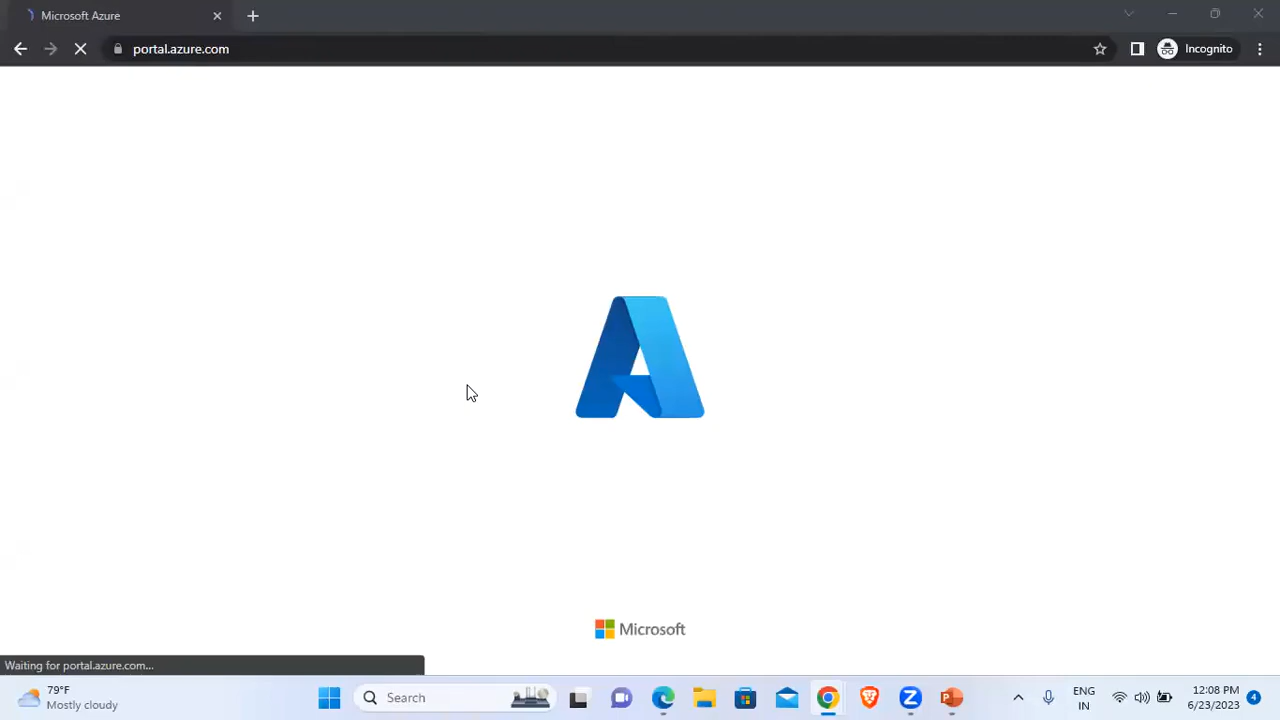 Microsoft Azure
portal.azure.com
Incognito
Microsoft
Waiting for portal.azure.com...
79°F
Mostly cloudy
Search
ENG
IN
12:08 PM
6/23/2023
4